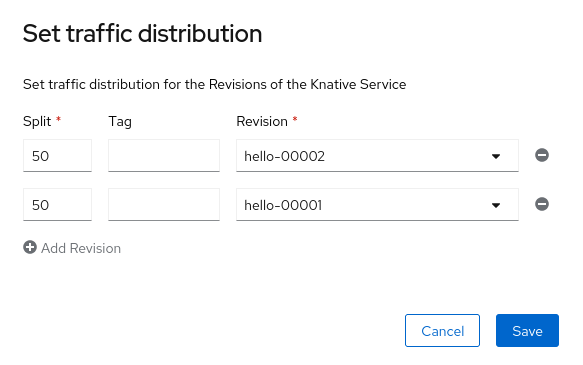 Set traffic distribution
Set traffic distribution for the Revisions of the Knative Service
Split * Tag Revision *
50 hello-00002
50 hello-00001
Add Revision
Cancel Save